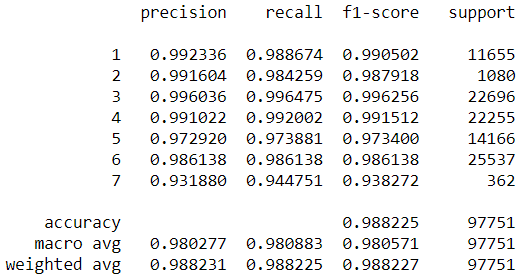 precision recall f1-score support
1 0.992336 0.988674 0.990502 11655
2 0.991604 0.984259 0.987918 1080
3 0.996036 0.996475 0.996256 22696
4 0.991022 0.992002 0.991512 22255
5 0.972920 0.973881 0.973400 14166
6 0.986138 0.986138 0.986138 25537
7 0.931880 0.944751 0.938272 362
accuracy 0.988225 97751
macro avg 0.980277 0.980883 0.980571 97751
weighted avg 0.988231 0.988225 0.988227 97751